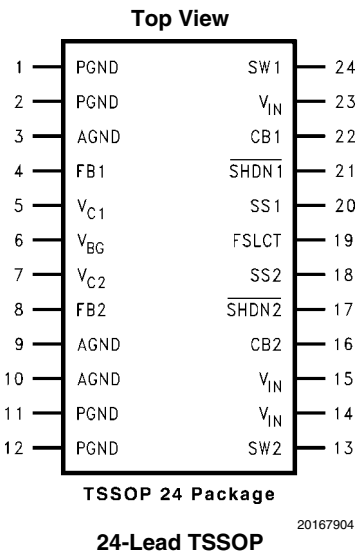 Top View
1 PGND SW1 24
2 PGND VIN 23
3 AGND CB1 22
4 FB1 SHDN1 21
5 VC1 SS1 20
6 VBG FSLCT 19
7 VC2 SS2 18
8 FB2 SHDN2 17
9 AGND CB2 16
10 AGND VIN 15
11 PGND VIN 14
12 PGND SW2 13
TSSOP 24 Package
20167904
24-Lead TSSOP